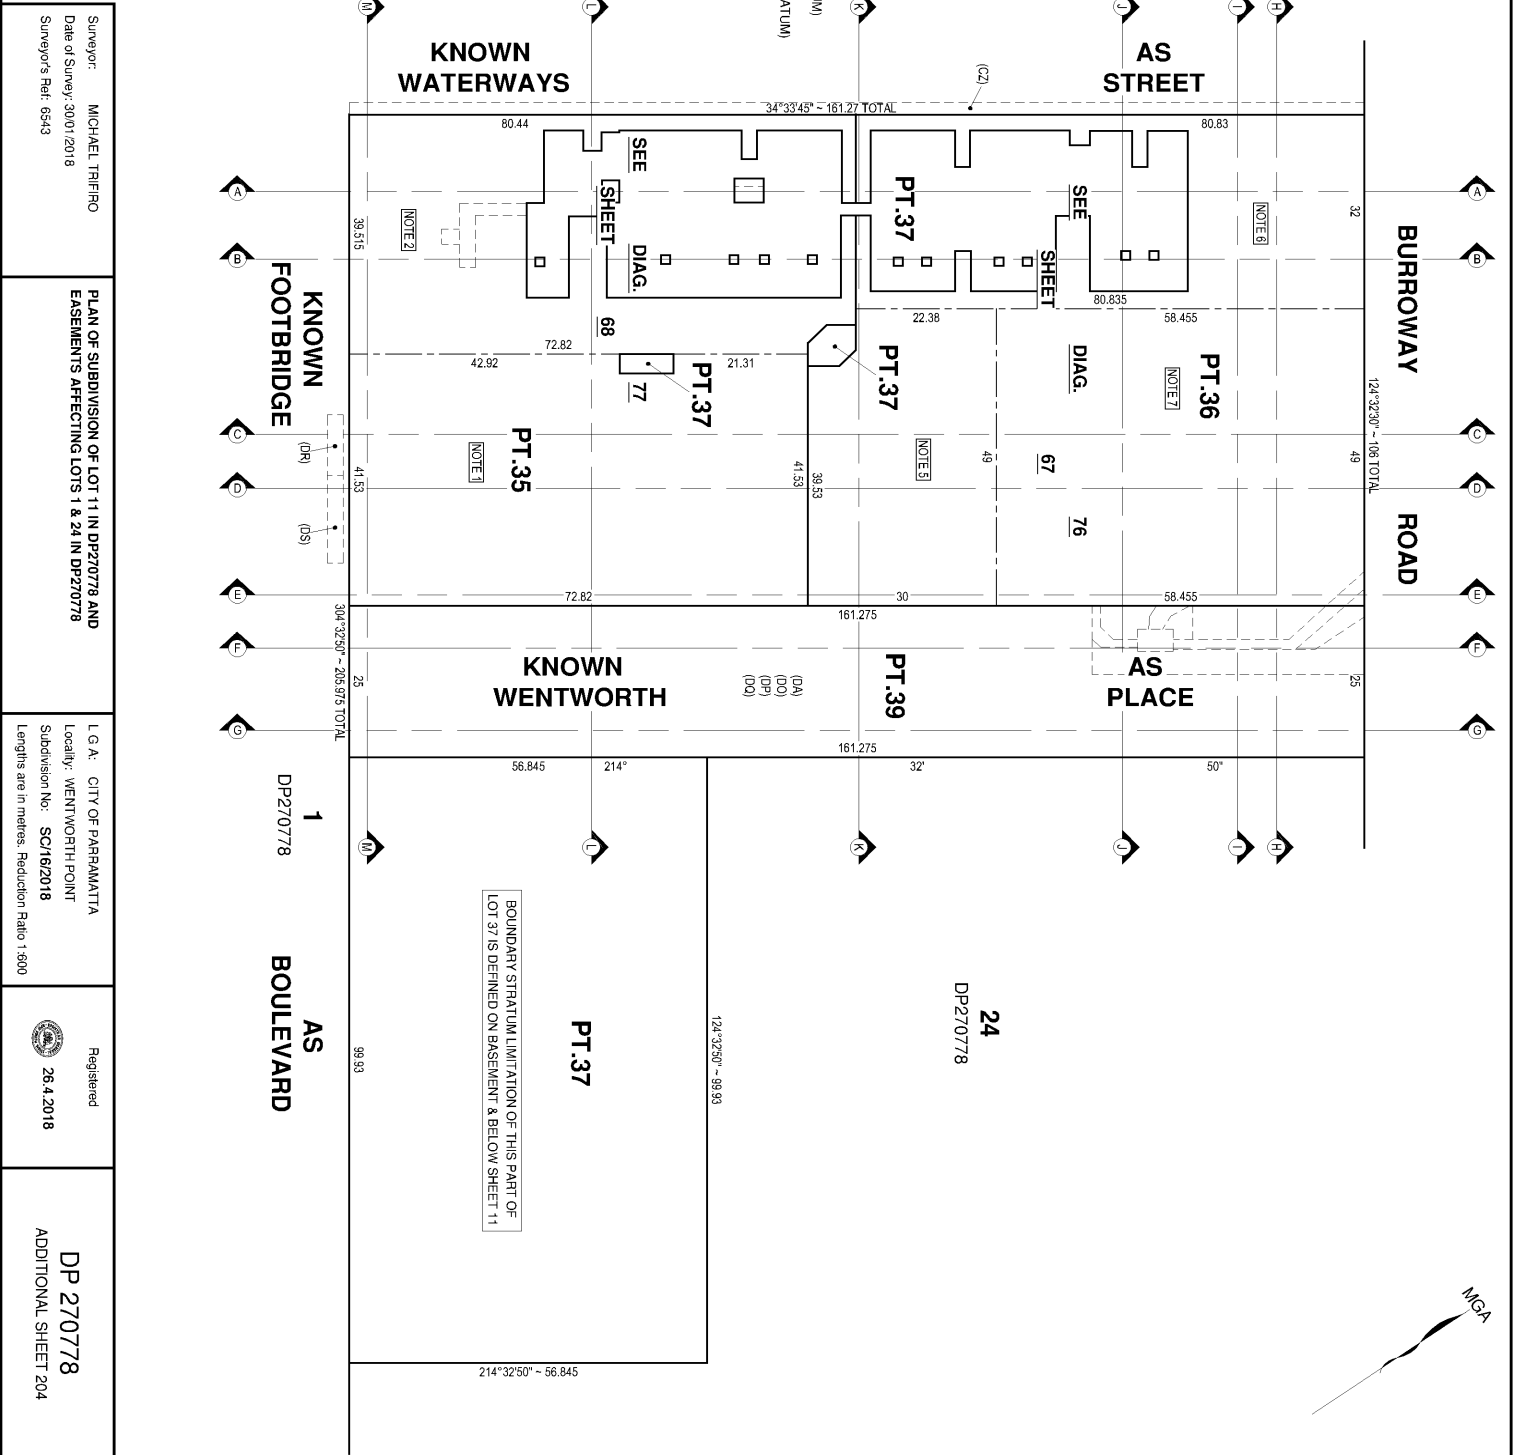 M
L
K
J
I
H
UM)
ATUM)
KNOWN
WATERWAYS
AS
STREET
(CZ)
34°33'45" ~ 161.27 TOTAL
80.44
80.83
SEE
SHEET
DIAG.
68
77
PT.37
SEE
SHEET
DIAG.
67
76
A
B
C
D
E
F
G
A
B
C
D
E
F
G
39.515
NOTE 2
NOTE 6
32
BURROWAY
ROAD
80.835
22.38
58.455
72.82
42.92
21.31
PT.37
PT.37
PT.36
NOTE 7
124°32'30" ~ 106 TOTAL
KNOWN
FOOTBRIDGE
(DR)
(DS)
41.53
NOTE 1
PT.35
41.53
39.53
NOTE 5
49
49
72.82
30
58.455
161.275
304°32'50" ~ 205.975 TOTAL
25
KNOWN
WENTWORTH
(DA)
(DO)
(DP)
(DQ)
PT.39
AS
PLACE
25
161.275
56.845
214°
32'
50"
1
DP270778
M
L
K
J
I
H
AS
BOULEVARD
99.93
BOUNDARY STRATUM LIMITATION OF THIS PART OF
LOT 37 IS DEFINED ON BASEMENT & BELOW SHEET 11
PT.37
124°32'50" ~ 99.93
24
DP270778
214°32'50" ~ 56.845
MGA
Surveyor: MICHAEL TRIFIRO
Date of Survey: 30/01/2018
Surveyor's Ref: 6543
PLAN OF SUBDIVISION OF LOT 11 IN DP270778 AND
EASEMENTS AFFECTING LOTS 1 & 24 IN DP270778
L G A: CITY OF PARRAMATTA
Locality: WENTWORTH POINT
Subdivision No: SC/16/2018
Lengths are in metres. Reduction Ratio 1:600
Registered
26.4.2018
DP 270778
ADDITIONAL SHEET 204